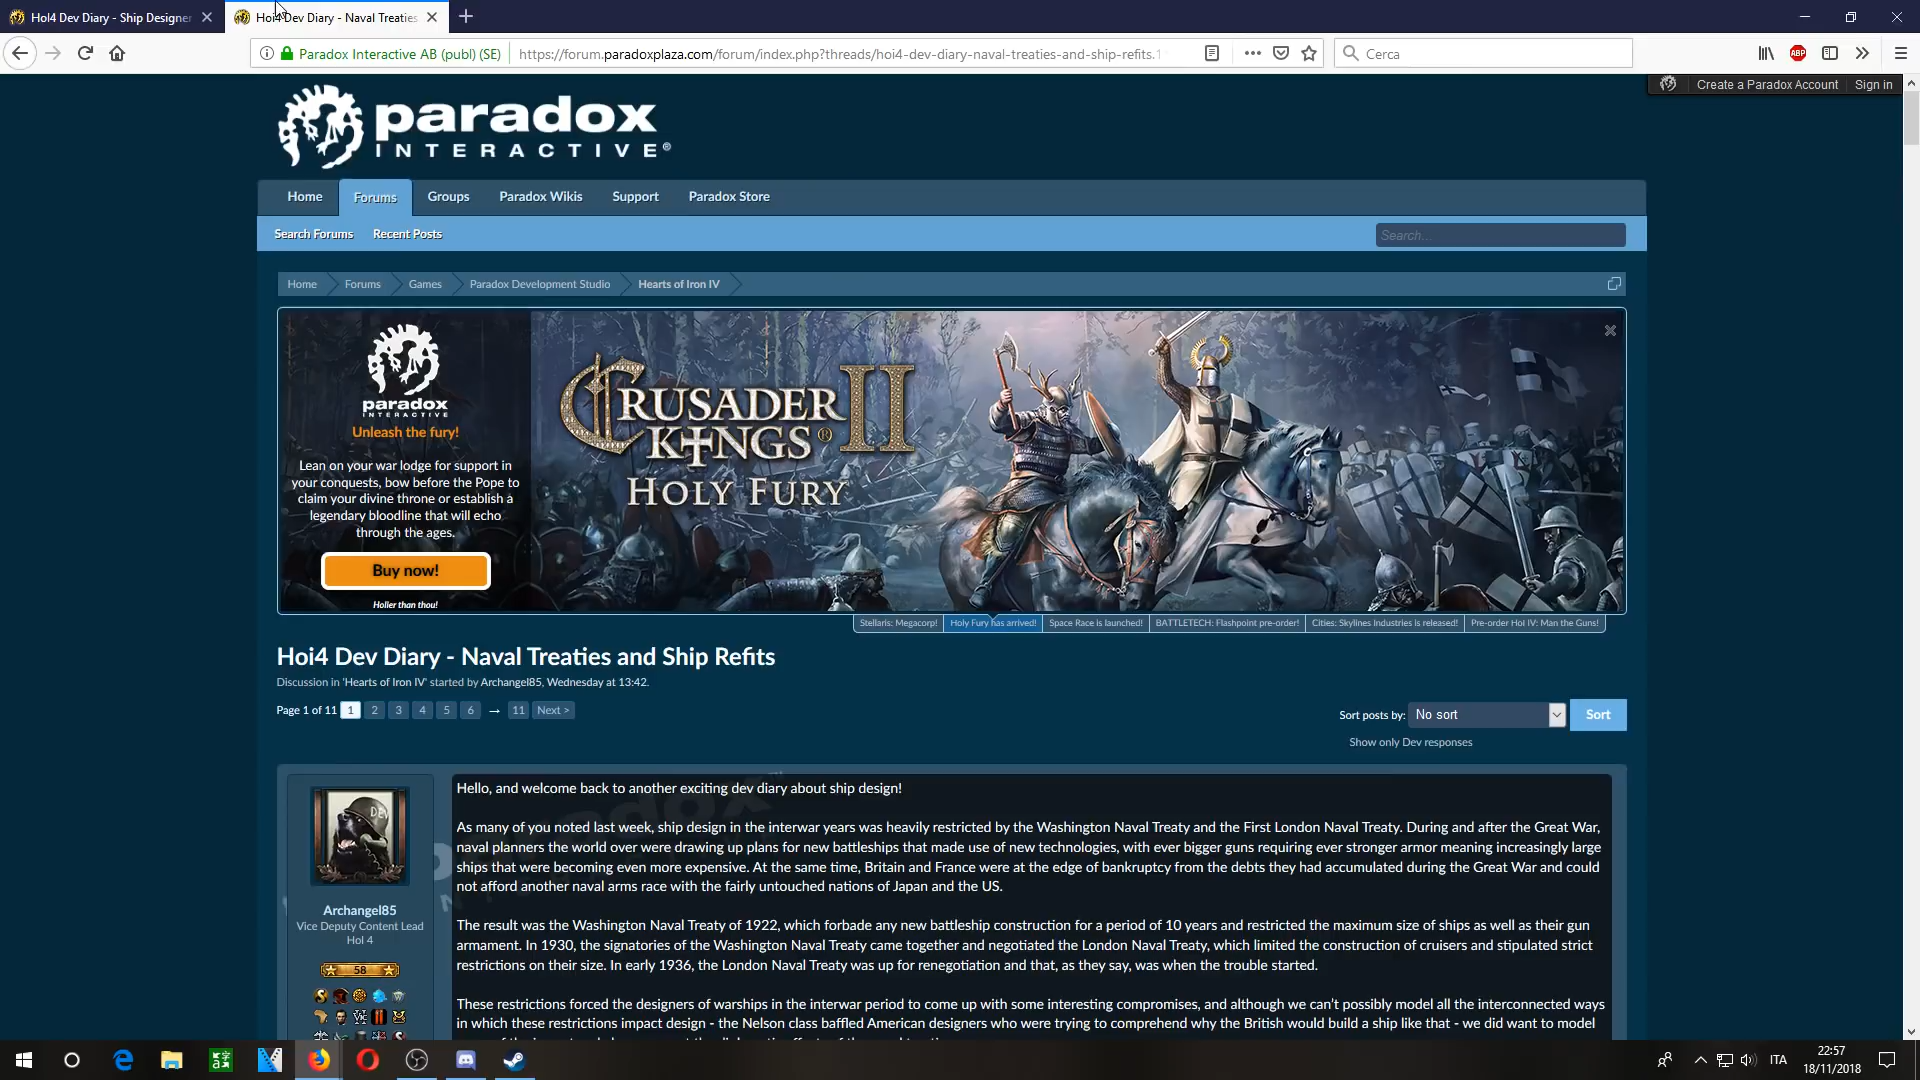 HoI4 Dev Diary - Ship Designer
HoI4 Dev Diary - Naval Treaties
Paradox Interactive AB (publ) (SE)
https://forum.paradoxplaza.com/forum/index.php?threads/hoi4-dev-diary-naval-treaties-and-ship-refits.1
Cerca
ABP
Create a Paradox Account
Sign in
paradox
INTERACTIVE®
Home
Forums
Groups
Paradox Wikis
Support
Paradox Store
Search Forums
Recent Posts
Search...
Home
Forums
Games
Paradox Development Studio
Hearts of Iron IV
paradox
INTERACTIVE
Unleash the fury!
Lean on your war lodge for support in
your conquests, bow before the Pope to
claim your divine throne or establish a
legendary bloodline that will echo
through the ages.
Buy now!
Holier than thou!
CRUSADER KINGS® II
HOLY FURY
Stellaris: Megacorp!
Holy Fury has arrived!
Space Race is launched!
BATTLETECH: Flashpoint pre-order!
Cities: Skylines Industries is released!
Pre-order HoI IV: Man the Guns!
Hoi4 Dev Diary - Naval Treaties and Ship Refits
Discussion in 'Hearts of Iron IV' started by Archangel85, Wednesday at 13:42.
Page 1 of 11 1 2 3 4 5 6 → 11 Next >
Sort posts by: No sort
Sort
Show only Dev responses
Archangel85
Vice Deputy Content Lead
HoI 4
58
Hello, and welcome back to another exciting dev diary about ship design!
As many of you noted last week, ship design in the interwar years was heavily restricted by the Washington Naval Treaty and the First London Naval Treaty. During and after the Great War,
naval planners the world over were drawing up plans for new battleships that made use of new technologies, with ever bigger guns requiring ever stronger armor meaning increasingly large
ships that were becoming even more expensive. At the same time, Britain and France were at the edge of bankruptcy from the debts they had accumulated during the Great War and could
not afford another naval arms race with the fairly untouched nations of Japan and the US.
The result was the Washington Naval Treaty of 1922, which forbade any new battleship construction for a period of 10 years and restricted the maximum size of ships as well as their gun
armament. In 1930, the signatories of the Washington Naval Treaty came together and negotiated the London Naval Treaty, which limited the construction of cruisers and stipulated strict
restrictions on their size. In early 1936, the London Naval Treaty was up for renegotiation and that, as they say, was when the trouble started.
These restrictions forced the designers of warships in the interwar period to come up with some interesting compromises, and although we can't possibly model all the interconnected ways
in which these restrictions impact design - the Nelson class baffled American designers who were trying to comprehend why the British would build a ship like that - we did want to model
ITA
22:57
18/11/2018